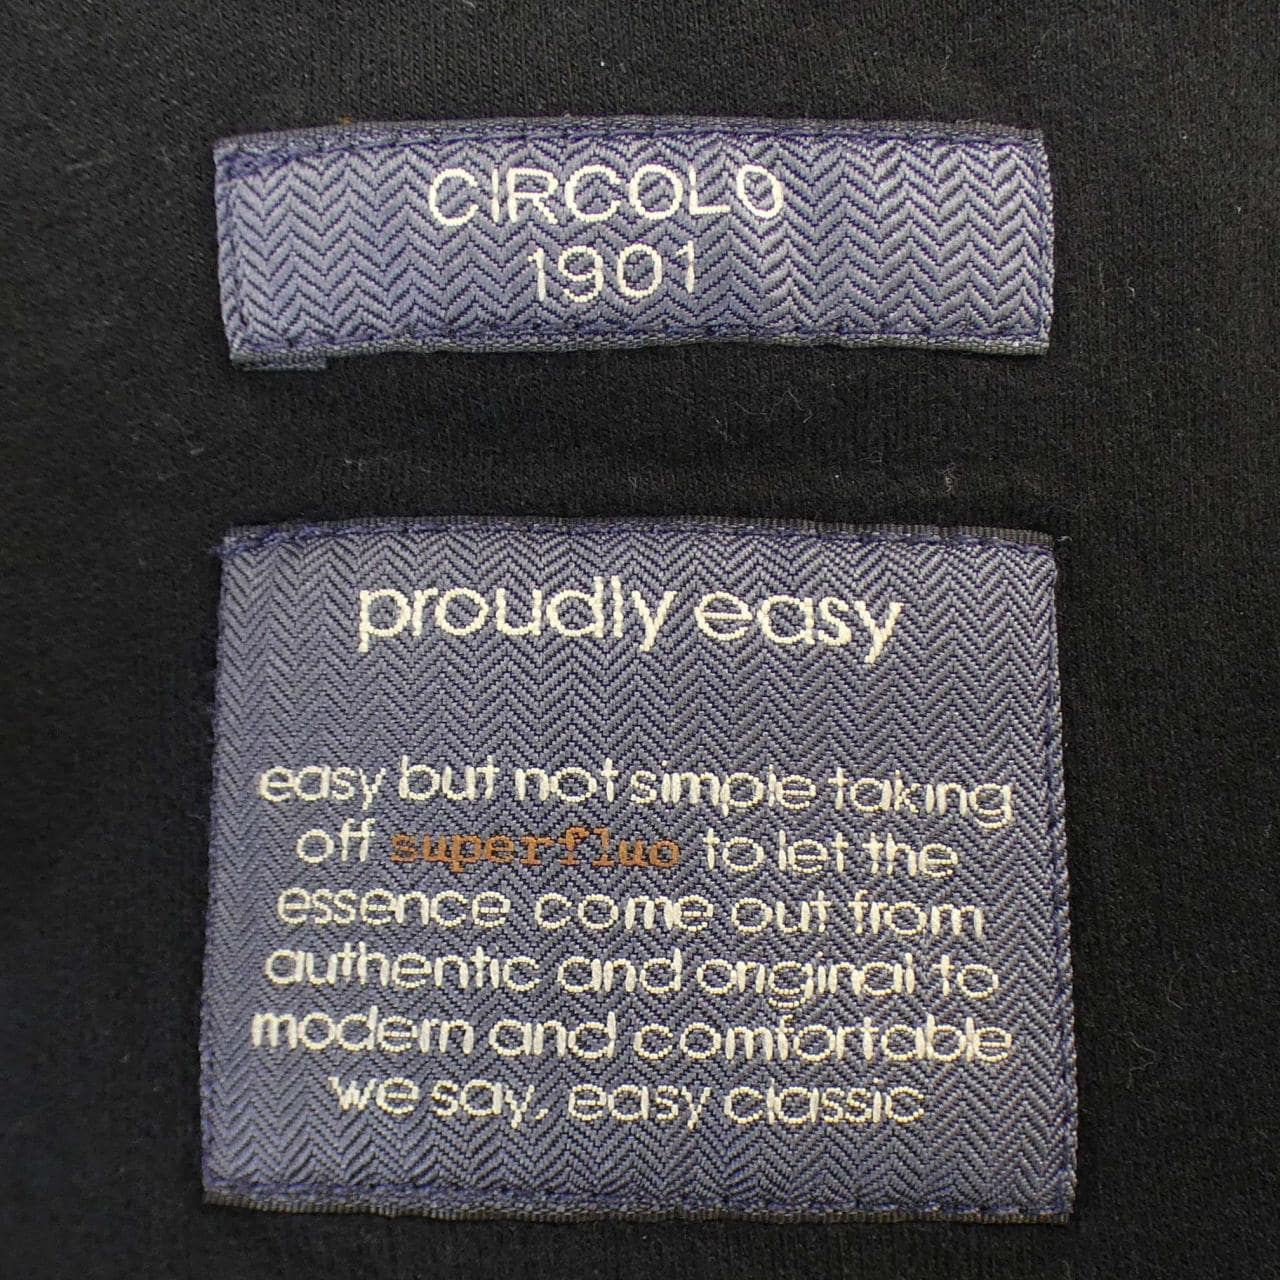 CIRCOLO
1901
proudly easy
easy but not simple taking
off superfluo to let the
essence come out from
authentic and original to
modern and comfortable
we say, easy classic